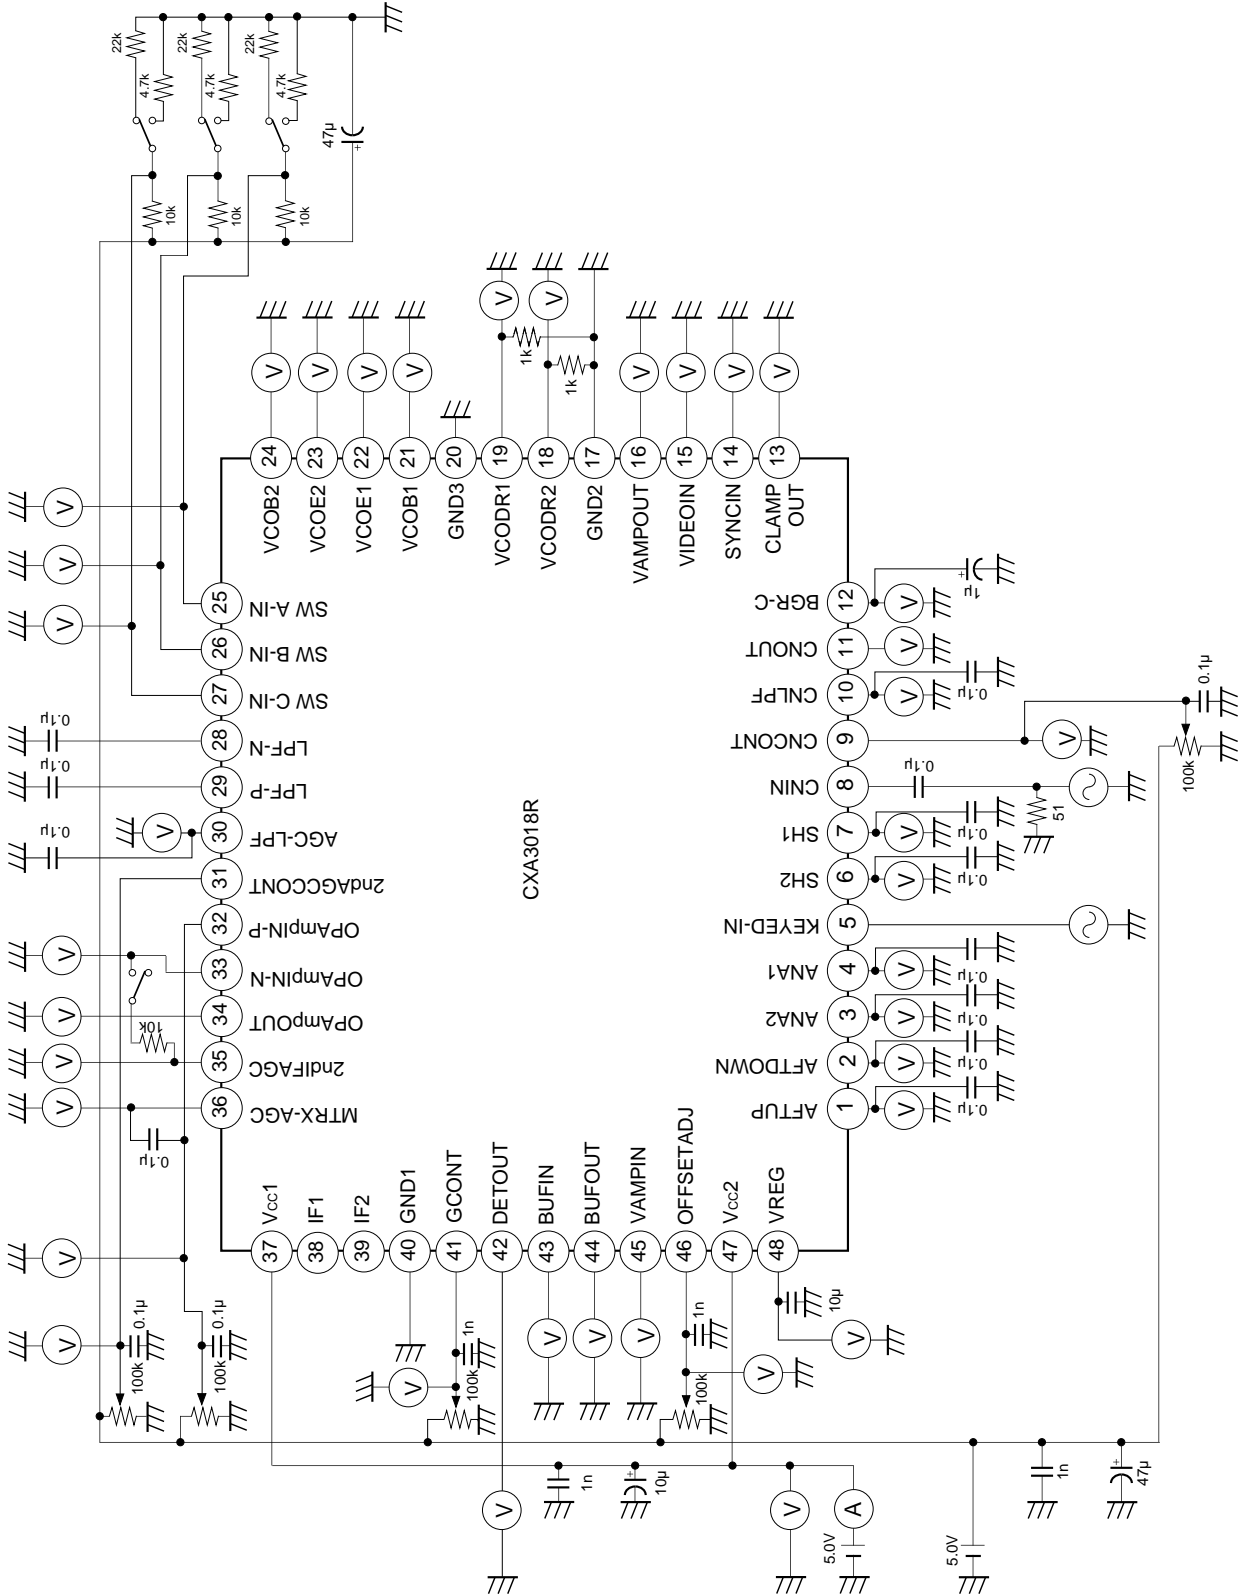 22k
4.7k
22k
4.7k
22k
4.7k
47µ
+
10k
10k
10k
V
V
V
V
V
V
1k
1k
V
V
V
V
V
V
V
24
23
22
21
20
19
18
17
16
15
14
13
VCOB2
VCOE2
VCOE1
VCOB1
GND3
VCODR1
VCODR2
GND2
VAMPOUT
VIDEOIN
SYNCIN
CLAMP
OUT
25
SW A-IN
26
SW B-IN
27
SW C-IN
0.1µ
28
LPF-N
0.1µ
29
LPF-P
0.1µ
V
30
AGC-LPF
31
2ndAGCCONT
32
OPAmpIN-P
V
33
OPAmpIN-N
V
34
OPAmpOUT
10k
V
35
2ndIFAGC
V
36
MTRX-AGC
0.1µ
CXA3018R
12
BGR-C
V
+
1µ
11
CNOUT
V
10
CNLPF
V
0.1µ
9
CNCONT
V
100k
0.1µ
8
CNIN
0.1µ
51
7
SH1
V
0.1µ
6
SH2
V
0.1µ
5
KEYED-IN
4
ANA1
V
0.1µ
3
ANA2
V
0.1µ
2
AFTDOWN
V
0.1µ
1
AFTUP
V
0.1µ
Vcc1
IF1
IF2
GND1
GCONT
DETOUT
BUFIN
BUFOUT
VAMPIN
OFFSETADJ
Vcc2
VREG
37
38
39
40
41
42
43
44
45
46
47
48
V
V
0.1µ
100k
0.1µ
100k
V
1n
100k
V
V
V
1n
100k
V
10µ
V
V
1n
+
10µ
V
A
5.0V
5.0V
1n
+
47µ